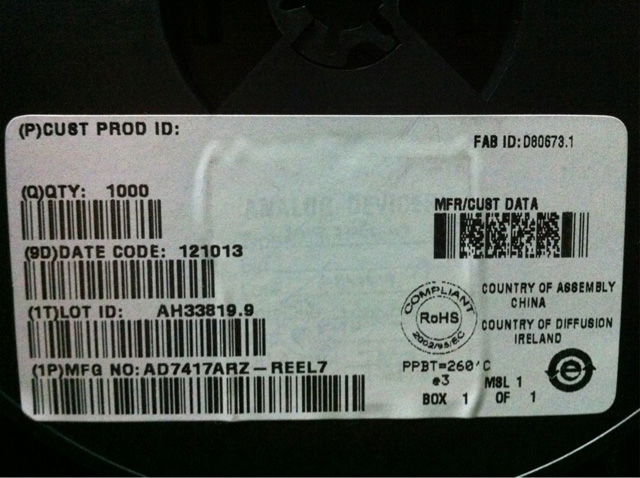 (P)CUST PROD ID:
FAB ID: D80673.1
(Q)QTY: 1000
MFR/CUST DATA
(9D)DATE CODE: 121013
(1T)LOT ID: AH33819.9
COMPLIANT
RoHS
2002/95/EC
COUNTRY OF ASSEMBLY
CHINA
COUNTRY OF DIFFUSION
IRELAND
(1P)MFG NO: AD7417ARZ-REEL7
PPBT=260'C
e3 MSL 1
BOX 1 OF 1
e